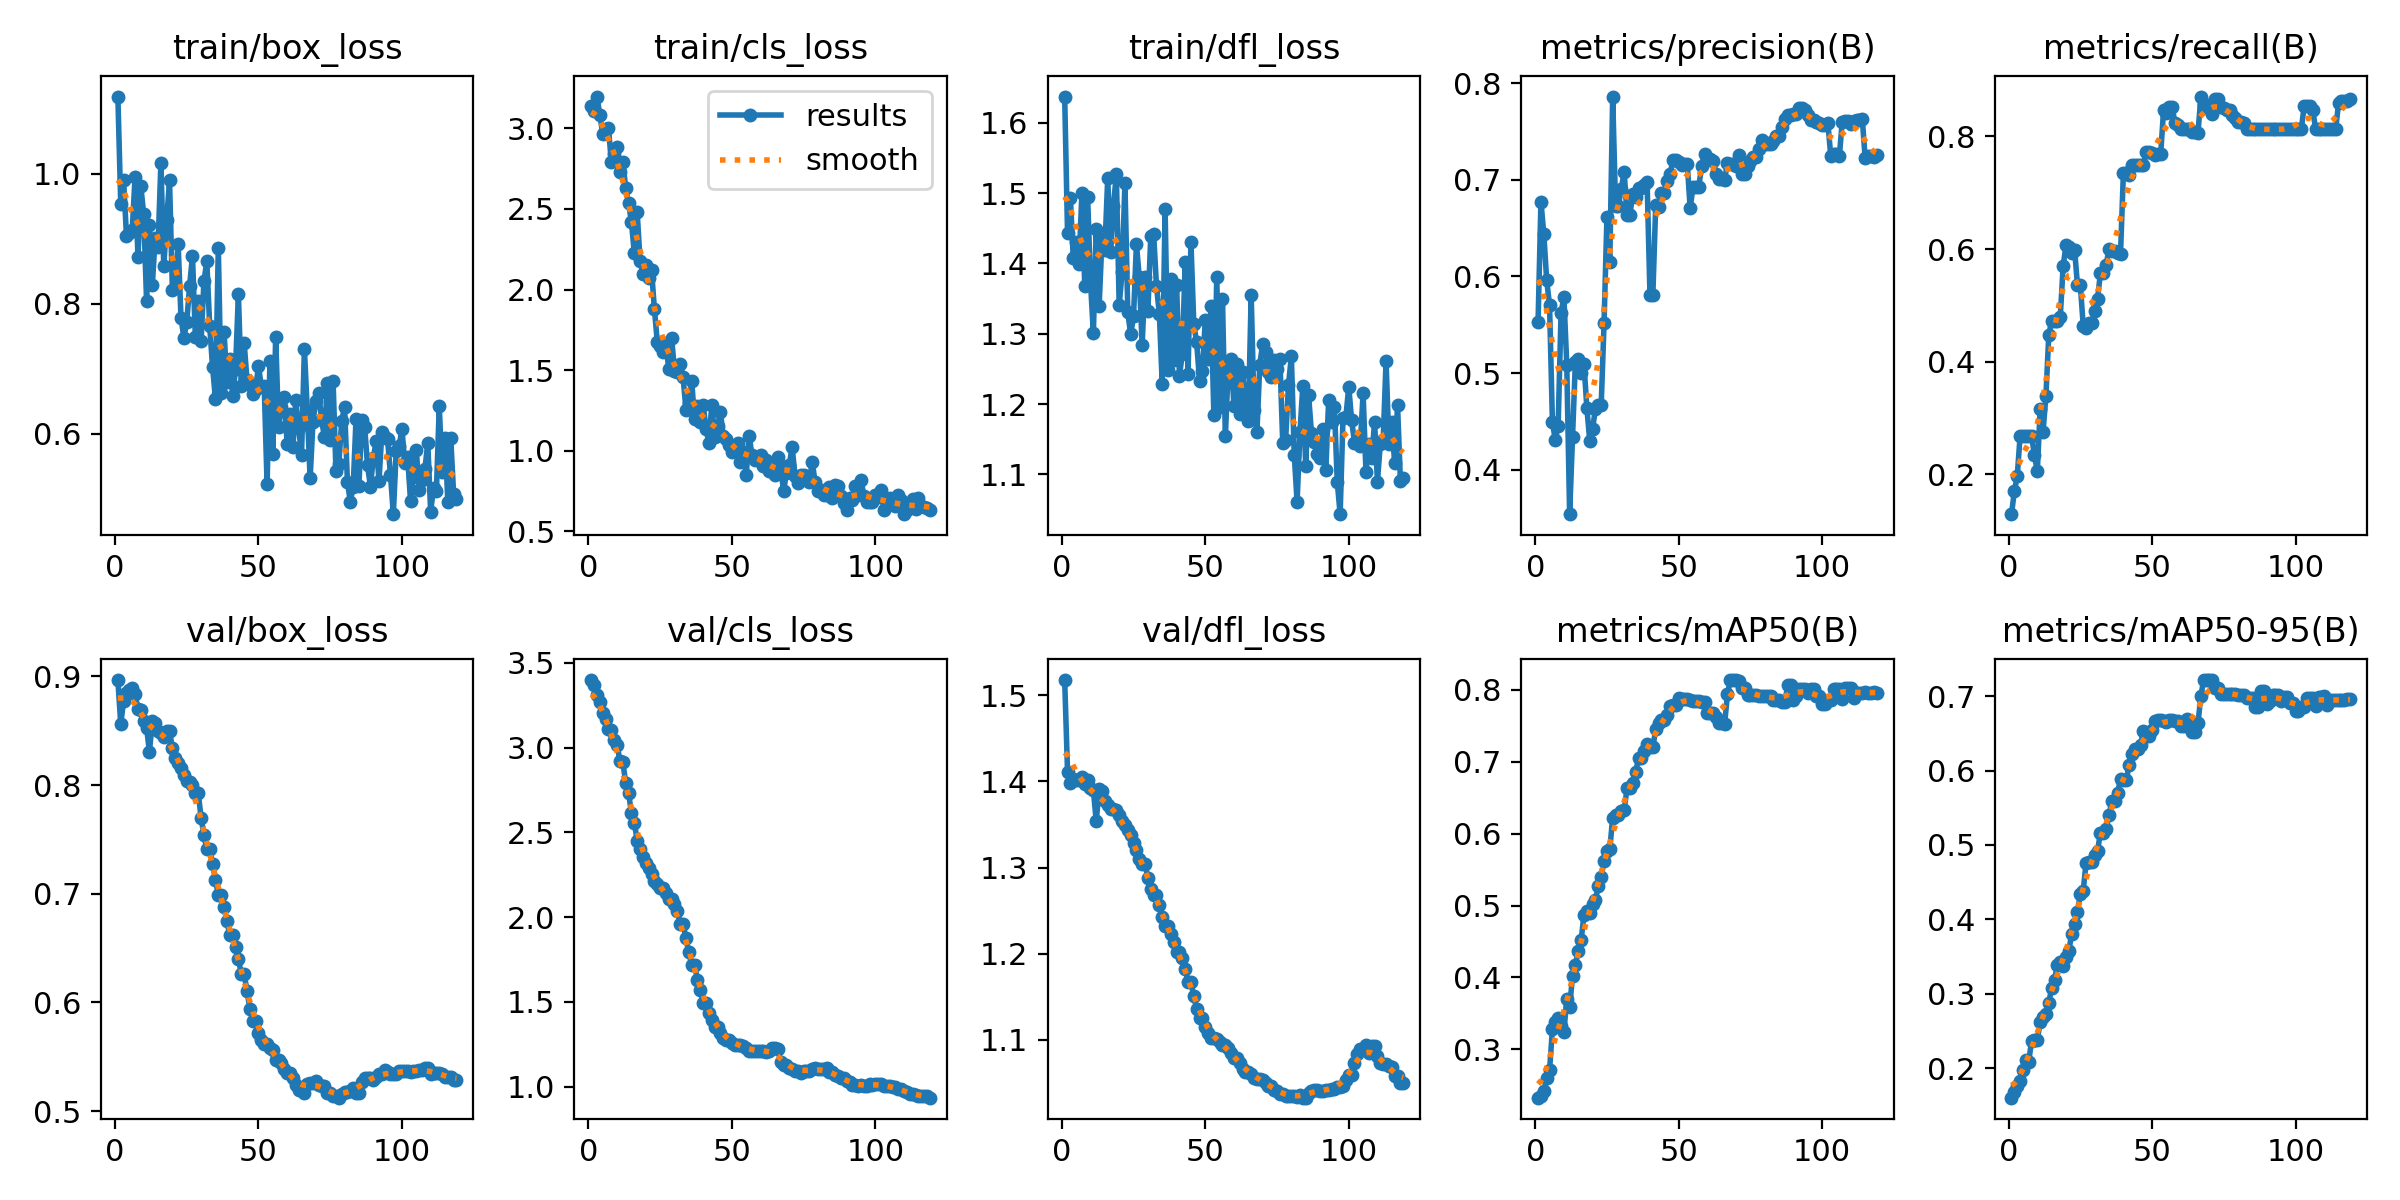 train/box_loss
1.0
0.8
0.6
0 50 100
train/cls_loss
results
smooth
3.0
2.5
2.0
1.5
1.0
0.5
0 50 100
train/dfl_loss
1.6
1.5
1.4
1.3
1.2
1.1
0 50 100
metrics/precision(B)
0.8
0.7
0.6
0.5
0.4
0 50 100
metrics/recall(B)
0.8
0.6
0.4
0.2
0 50 100
val/box_loss
0.9
0.8
0.7
0.6
0.5
0 50 100
val/cls_loss
3.5
3.0
2.5
2.0
1.5
1.0
0 50 100
val/dfl_loss
1.5
1.4
1.3
1.2
1.1
0 50 100
metrics/mAP50(B)
0.8
0.7
0.6
0.5
0.4
0.3
0 50 100
metrics/mAP50-95(B)
0.7
0.6
0.5
0.4
0.3
0.2
0 50 100